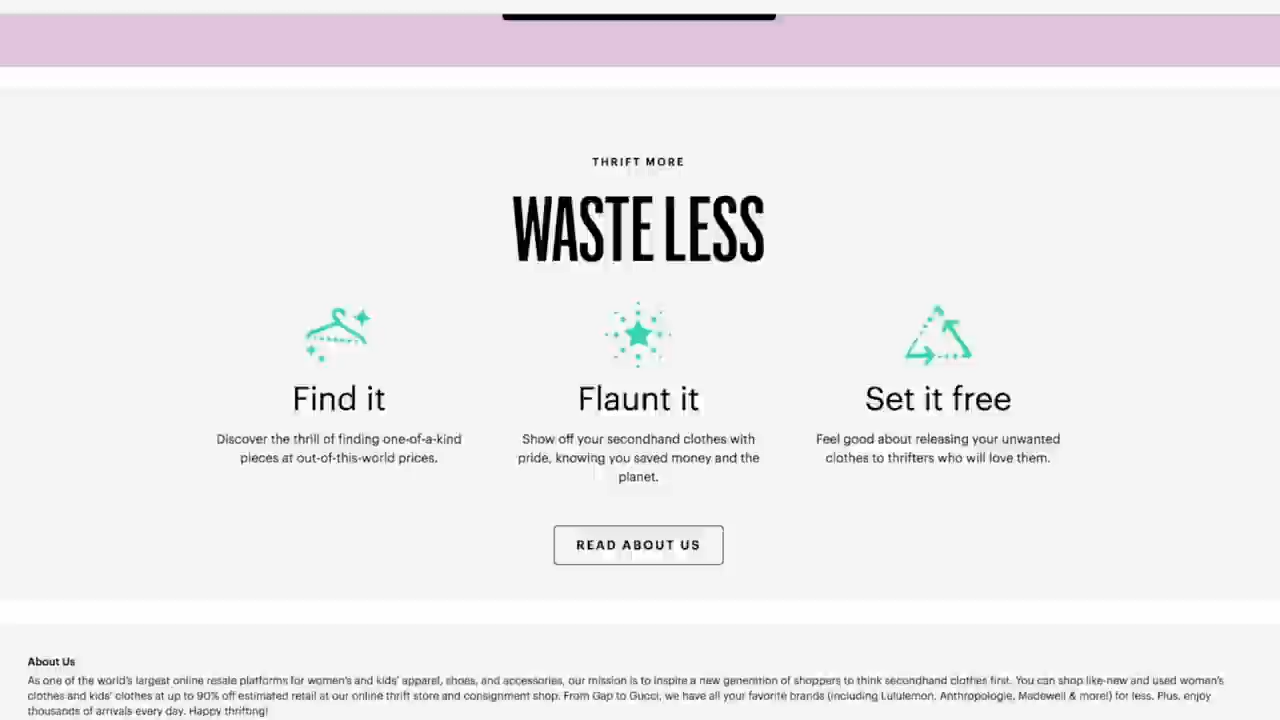 THRIFT MORE
WASTE LESS
Find it
Flaunt it
Set it free
Discover the thrill of finding one-of-a-kind
pieces at out-of-this-world prices.
Show off your secondhand clothes with
pride, knowing you saved money and the
planet.
Feel good about releasing your unwanted
clothes to thrifters who will love them.
READ ABOUT US
About Us
As one of the world's largest online resale platforms for women's and kids' apparel, shoes, and accessories, our mission is to inspire a new generation of shoppers to think secondhand clothes first. You can shop like-new and used women's
clothes and kids' clothes at up to 90% off estimated retail at our online thrift store and consignment shop. From Gap to Gucci, we have all your favorite brands (including Lululemon, Anthropologie, Madewell & more!) for less. Plus, enjoy
thousands of arrivals every day. Happy thrifting!